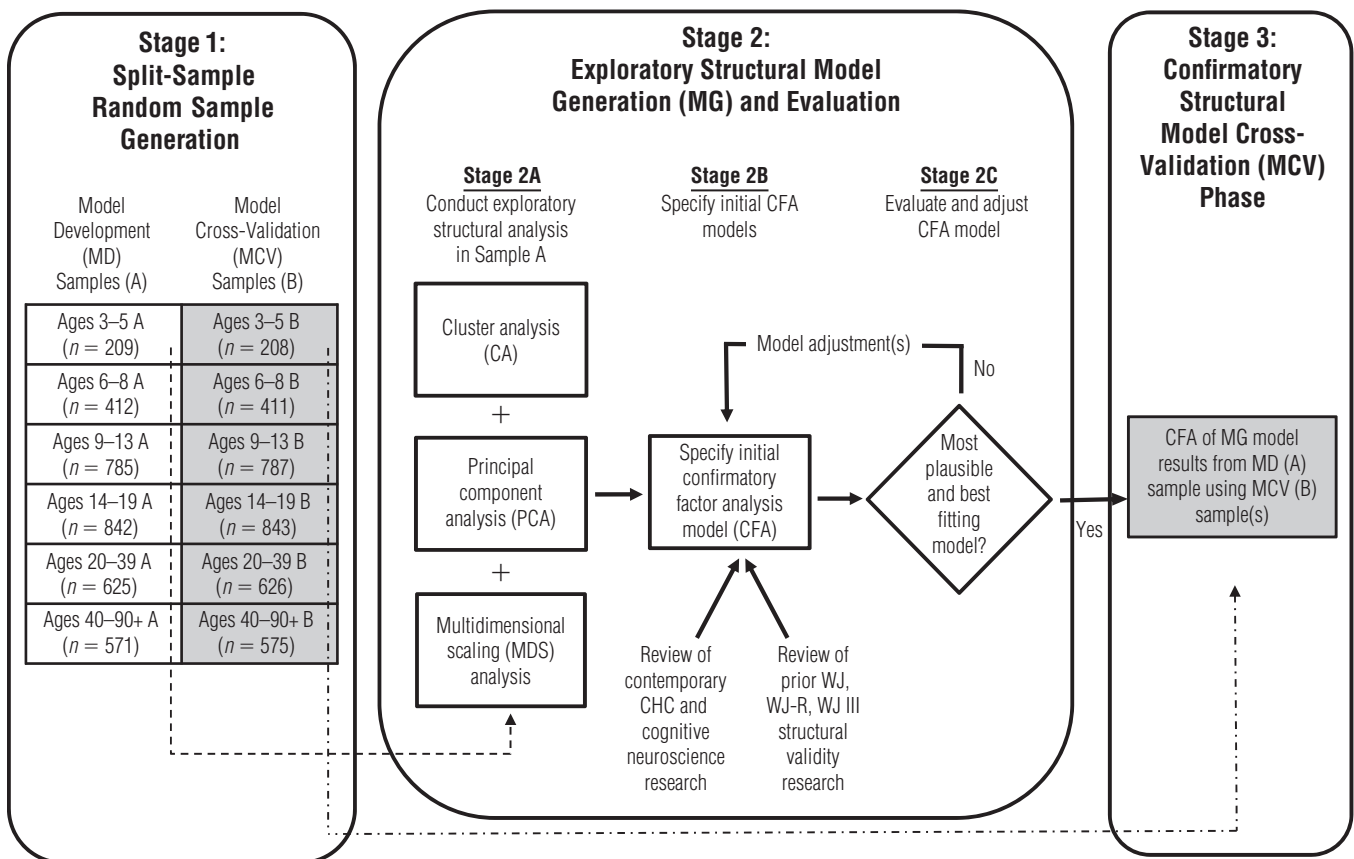 Stage 1:
Split-Sample
Random Sample
Generation
Model
Development
(MD)
Samples (A)
Model
Cross-Validation
(MCV)
Samples (B)
Ages 3–5 A
(n = 209)
Ages 3–5 B
(n = 208)
Ages 6–8 A
(n = 412)
Ages 6–8 B
(n = 411)
Ages 9–13 A
(n = 785)
Ages 9–13 B
(n = 787)
Ages 14–19 A
(n = 842)
Ages 14–19 B
(n = 843)
Ages 20–39 A
(n = 625)
Ages 20–39 B
(n = 626)
Ages 40–90+ A
(n = 571)
Ages 40–90+ B
(n = 575)
Stage 2:
Exploratory Structural Model
Generation (MG) and Evaluation
Stage 2A
Conduct exploratory
structural analysis
in Sample A
Cluster analysis
(CA)
+
Principal
component
analysis (PCA)
+
Multidimensional
scaling (MDS)
analysis
Stage 2B
Specify initial CFA
models
Model adjustment(s)
Specify initial
confirmatory
factor analysis
model (CFA)
Review of
contemporary
CHC and
cognitive
neuroscience
research
Review of
prior WJ,
WJ-R, WJ III
structural
validity
research
Stage 2C
Evaluate and adjust
CFA model
No
Most
plausible
and best
fitting
model?
Yes
Stage 3:
Confirmatory
Structural
Model Cross-
Validation (MCV)
Phase
CFA of MG model
results from MD (A)
sample using MCV (B)
sample(s)